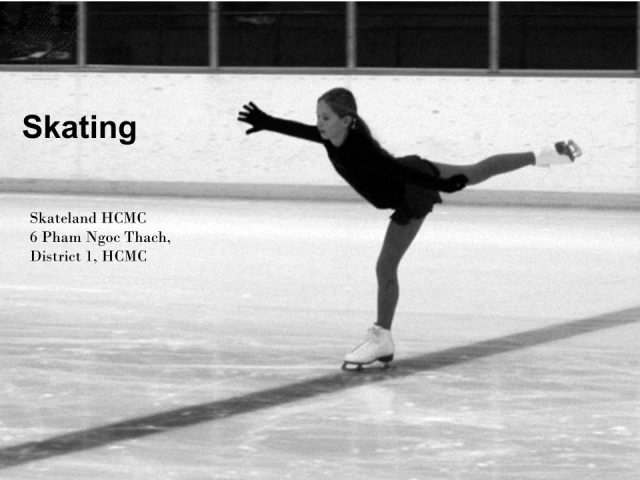 Skating
Skateland HCMC
6 Pham Ngoc Thach,
District 1, HCMC